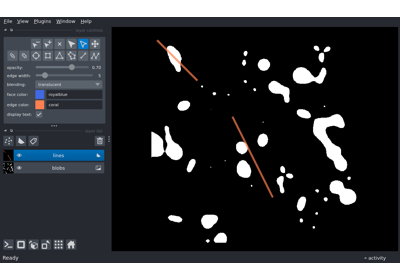 File View Plugins Window Help
opacity: 0.70
edge width: 5
blending: translucent
face color: royalblue
edge color: coral
display text: ✓
lines
blobs
Ready
activity